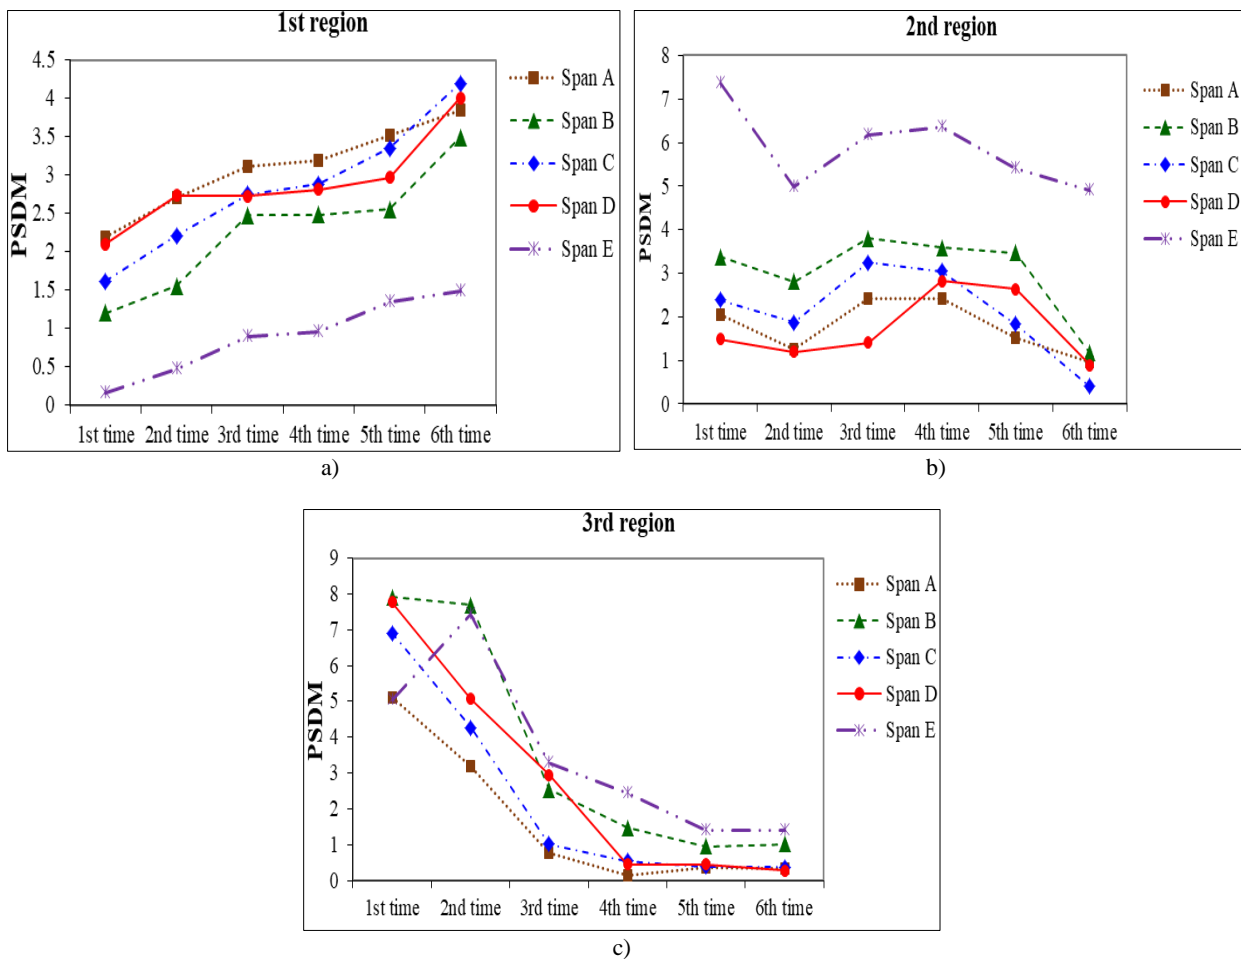 1st region
4.5
4
3.5
3
2.5
2
1.5
1
0.5
0
PSDM
1st time 2nd time 3rd time 4th time 5th time 6th time
Span A
Span B
Span C
Span D
Span E
a)
2nd region
8
7
6
5
4
3
2
1
0
PSDM
1st time 2nd time 3rd time 4th time 5th time 6th time
Span A
Span B
Span C
Span D
Span E
b)
3rd region
9
8
7
6
5
4
3
2
1
0
PSDM
1st time 2nd time 3rd time 4th time 5th time 6th time
Span A
Span B
Span C
Span D
Span E
c)